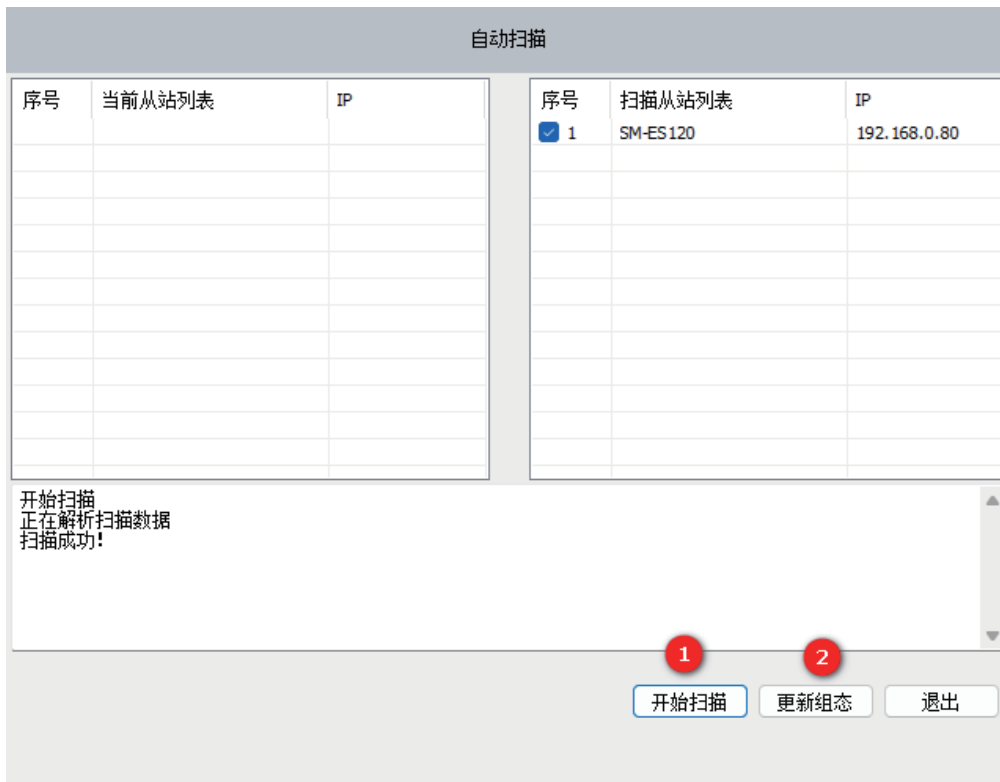 自动扫描
序号 当前从站列表 IP
序号 扫描从站列表 IP
1 SM-ES120 192.168.0.80
开始扫描
正在解析扫描数据
扫描成功!
1 2
开始扫描 更新组态 退出